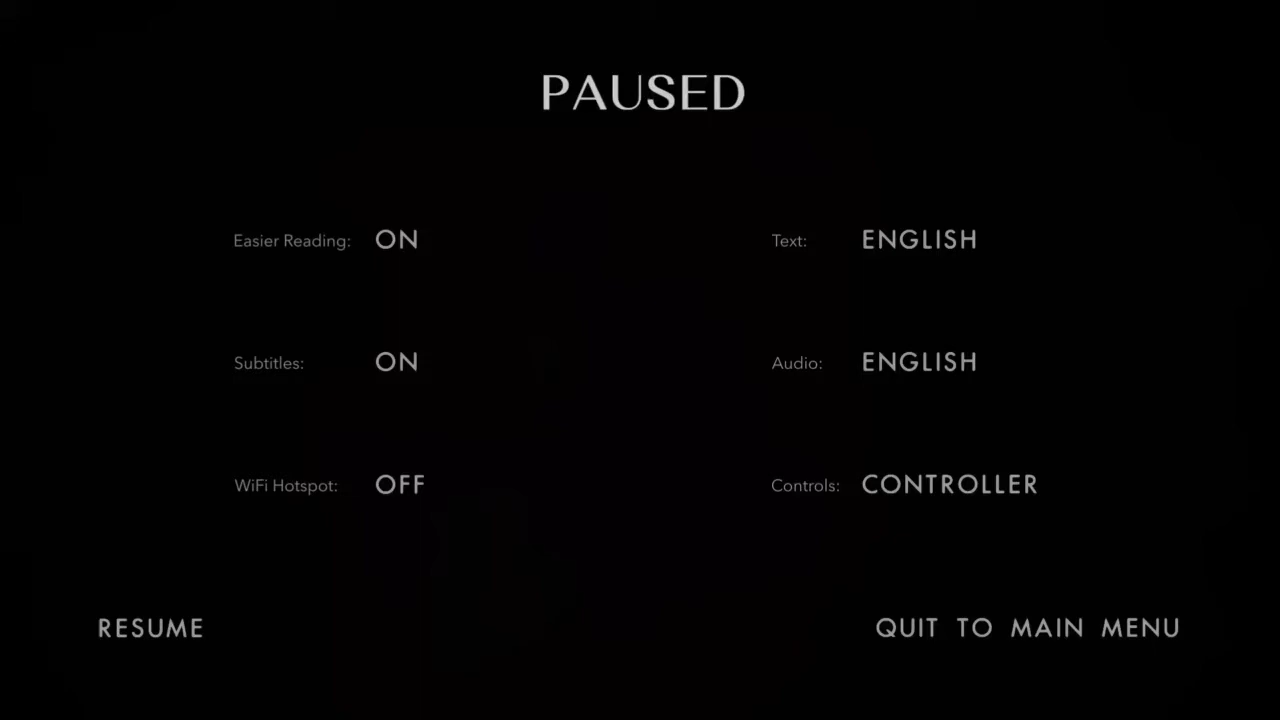 PAUSED
Easier Reading: ON
Text: ENGLISH
Subtitles: ON
Audio: ENGLISH
WiFi Hotspot: OFF
Controls: CONTROLLER
RESUME
QUIT TO MAIN MENU